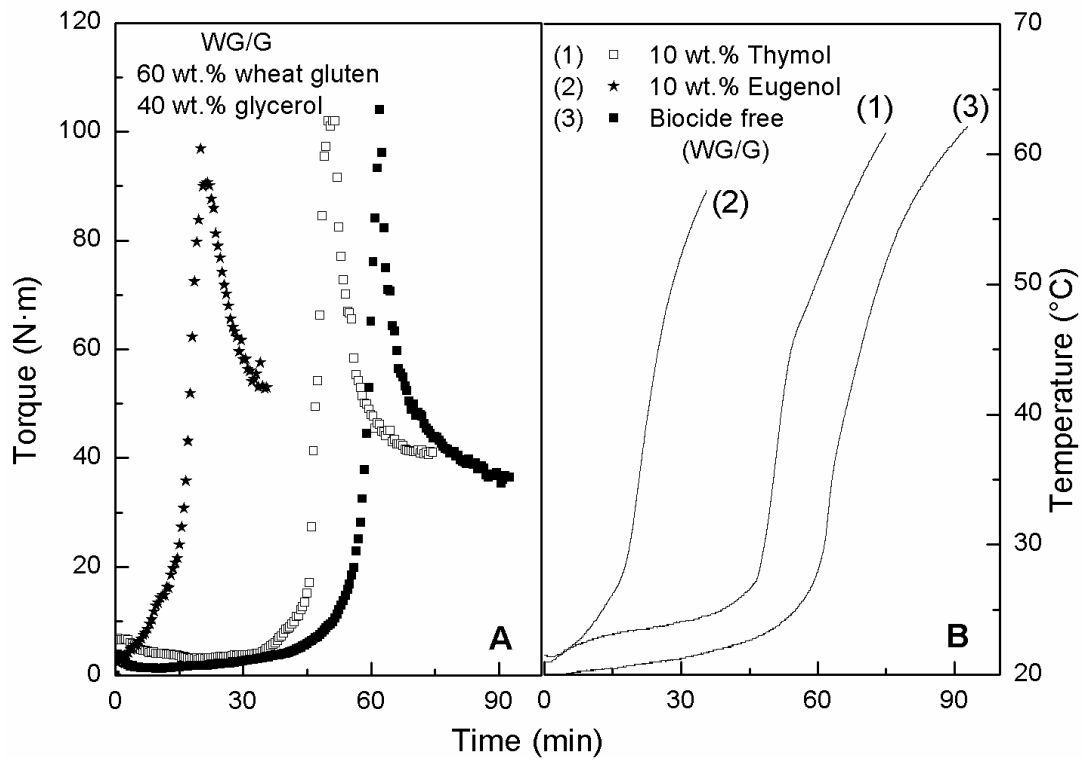 120
100
80
60
40
20
0
Torque (N·m)
WG/G
60 wt.% wheat gluten
40 wt.% glycerol
A
0
30
60
90
(1) □ 10 wt.% Thymol
(2) ★ 10 wt.% Eugenol
(3) ■ Biocide free
(WG/G)
(1)
(2)
(3)
B
0
30
60
90
Time (min)
70
60
50
40
30
20
Temperature (°C)